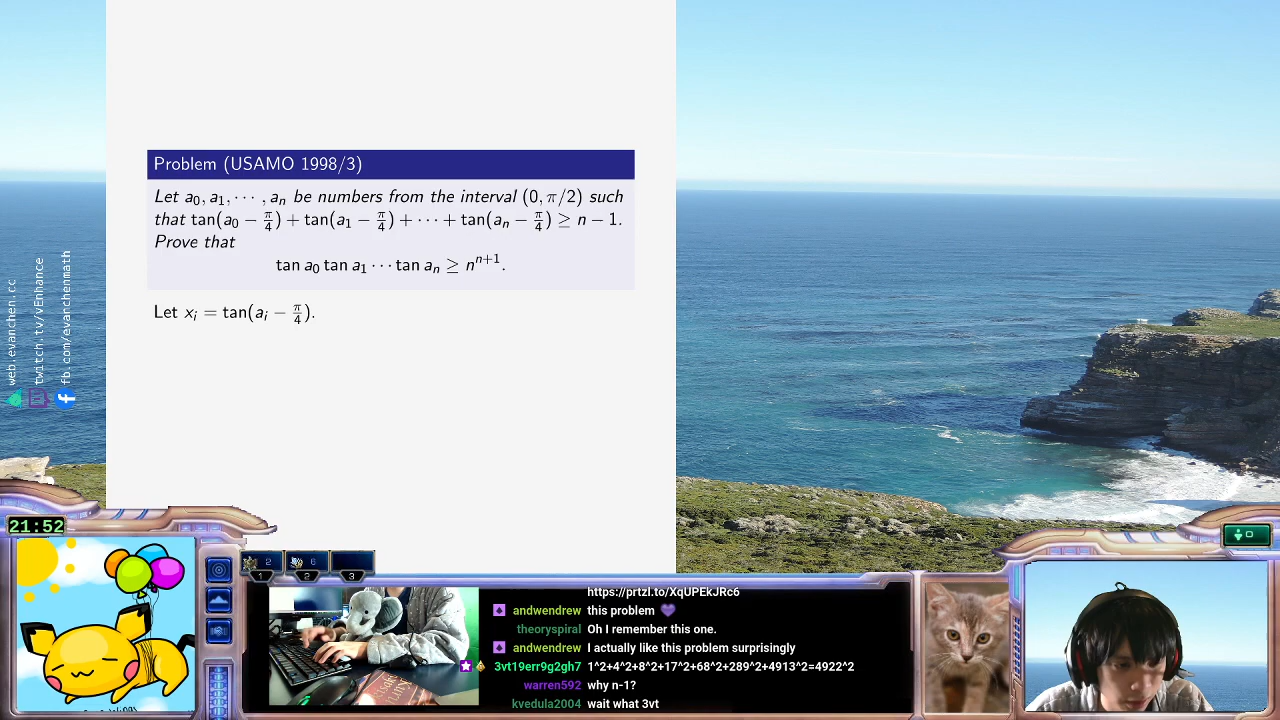 Problem (USAMO 1998/3)
Let a₀, a₁, ⋯ , aₙ be numbers from the interval (0, π/2) such
that tan(a₀ − π/4) + tan(a₁ − π/4) + ⋯ + tan(aₙ − π/4) ≥ n − 1.
Prove that
tan a₀ tan a₁ ⋯ tan aₙ ≥ nⁿ⁺¹.
Let xᵢ = tan(aᵢ − π/4).
web.evanchen.cc
twitch.tv/vEnhance
fb.com/evanchenmath
21:52
2
6
1
2
3
https://prtzl.to/XqUPEkJRc6
andwendrew this problem 💜
theoryspiral Oh I remember this one.
andwendrew I actually like this problem surprisingly
3vt19err9g2gh7 1^2+4^2+8^2+17^2+68^2+289^2+4913^2=4922^2
warren592 why n-1?
kvedula2004 wait what 3vt